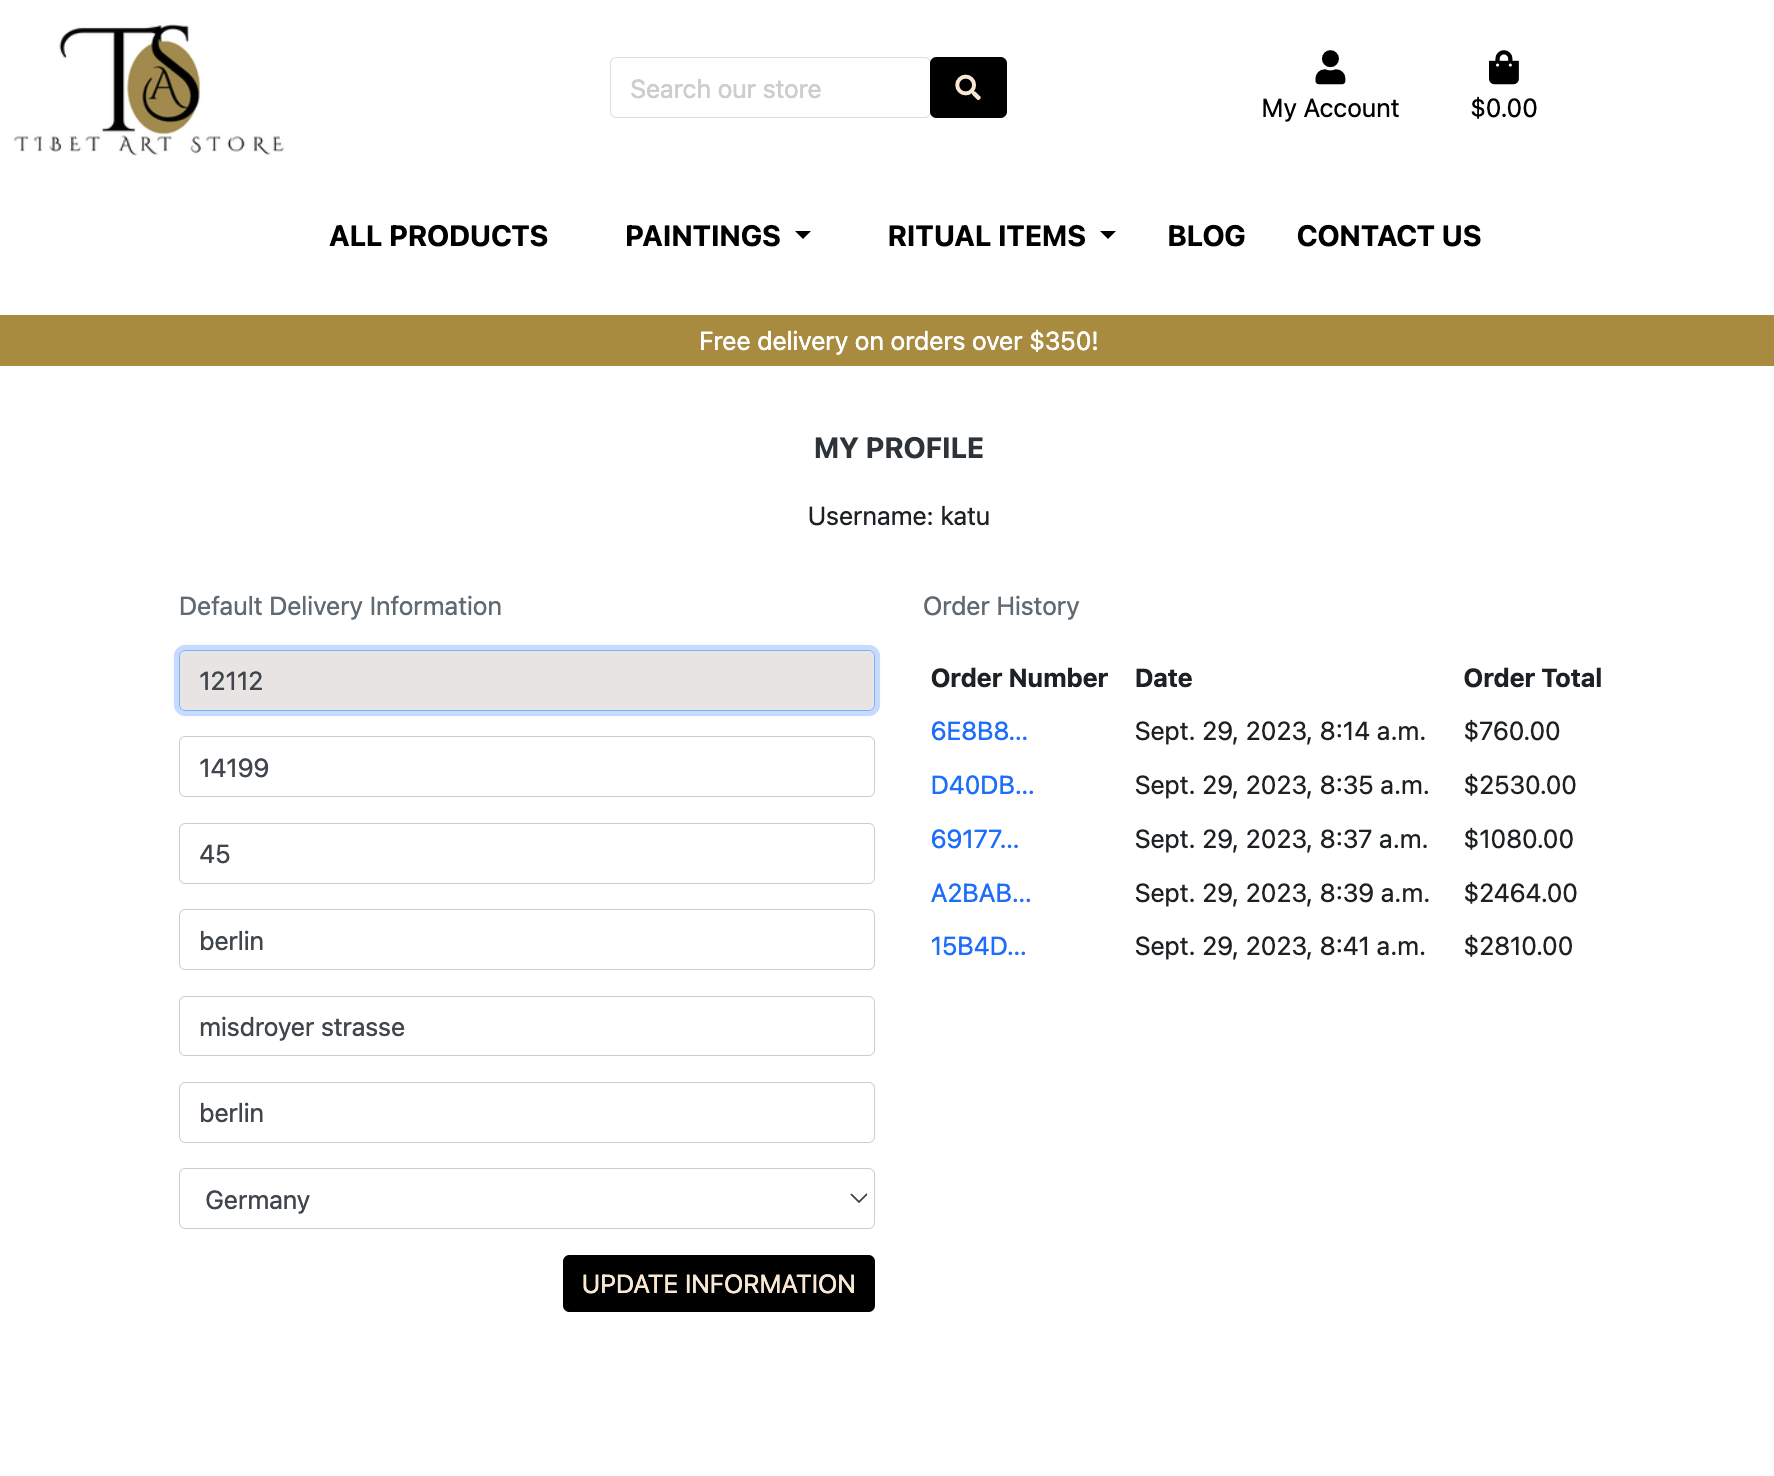 TAS
TIBET ART STORE
Search our store
My Account
$0.00
ALL PRODUCTS PAINTINGS RITUAL ITEMS BLOG CONTACT US
Free delivery on orders over $350!
MY PROFILE
Username: katu
Default Delivery Information
12112
14199
45
berlin
misdroyer strasse
berlin
Germany
UPDATE INFORMATION
Order History
Order Number Date Order Total
6E8B8... Sept. 29, 2023, 8:14 a.m. $760.00
D40DB... Sept. 29, 2023, 8:35 a.m. $2530.00
69177... Sept. 29, 2023, 8:37 a.m. $1080.00
A2BAB... Sept. 29, 2023, 8:39 a.m. $2464.00
15B4D... Sept. 29, 2023, 8:41 a.m. $2810.00